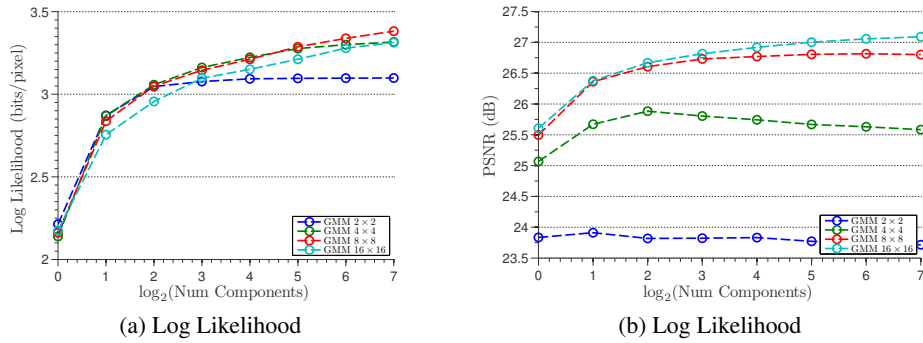 3.5
3
2.5
2
Log Likelihood (bits/pixel)
0 1 2 3 4 5 6 7
log2(Num Components)
GMM 2 × 2
GMM 4 × 4
GMM 8 × 8
GMM 16 × 16
(a) Log Likelihood
27.5
27
26.5
26
25.5
25
24.5
24
23.5
PSNR (dB)
0 1 2 3 4 5 6 7
log2(Num Components)
GMM 2 × 2
GMM 4 × 4
GMM 8 × 8
GMM 16 × 16
(b) Log Likelihood